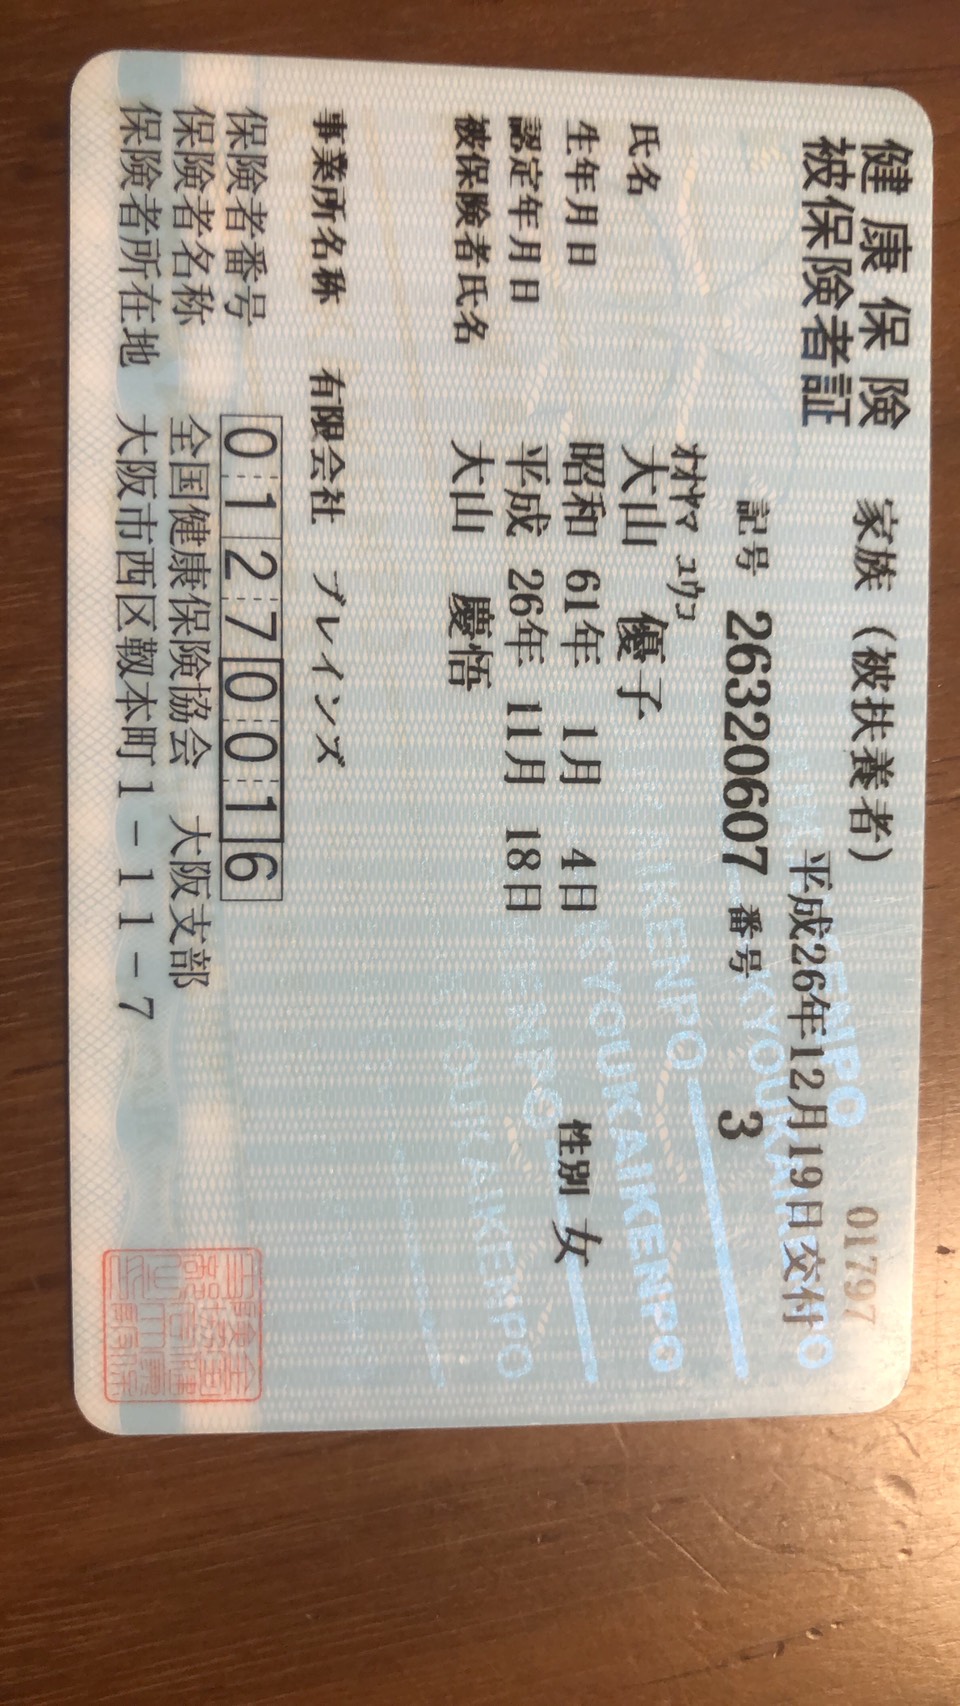 健康保険
被保険者証
家族（被扶養者）
01797
平成26年12月19日交付
記号 26320607 番号 3
ｵｵﾔﾏ ﾕｳｺ
氏名 大山 優子
生年月日 昭和 61年 1月 4日 性別 女
認定年月日 平成 26年 11月 18日
被保険者氏名 大山 慶悟
事業所名称 有限会社 ブレインズ
保険者番号 01270016
保険者名称 全国健康保険協会 大阪支部
保険者所在地 大阪市西区靱本町1－11－7
KYOUKAIKENPO
KYOUKAIKENPO
KYOUKAIKENPO